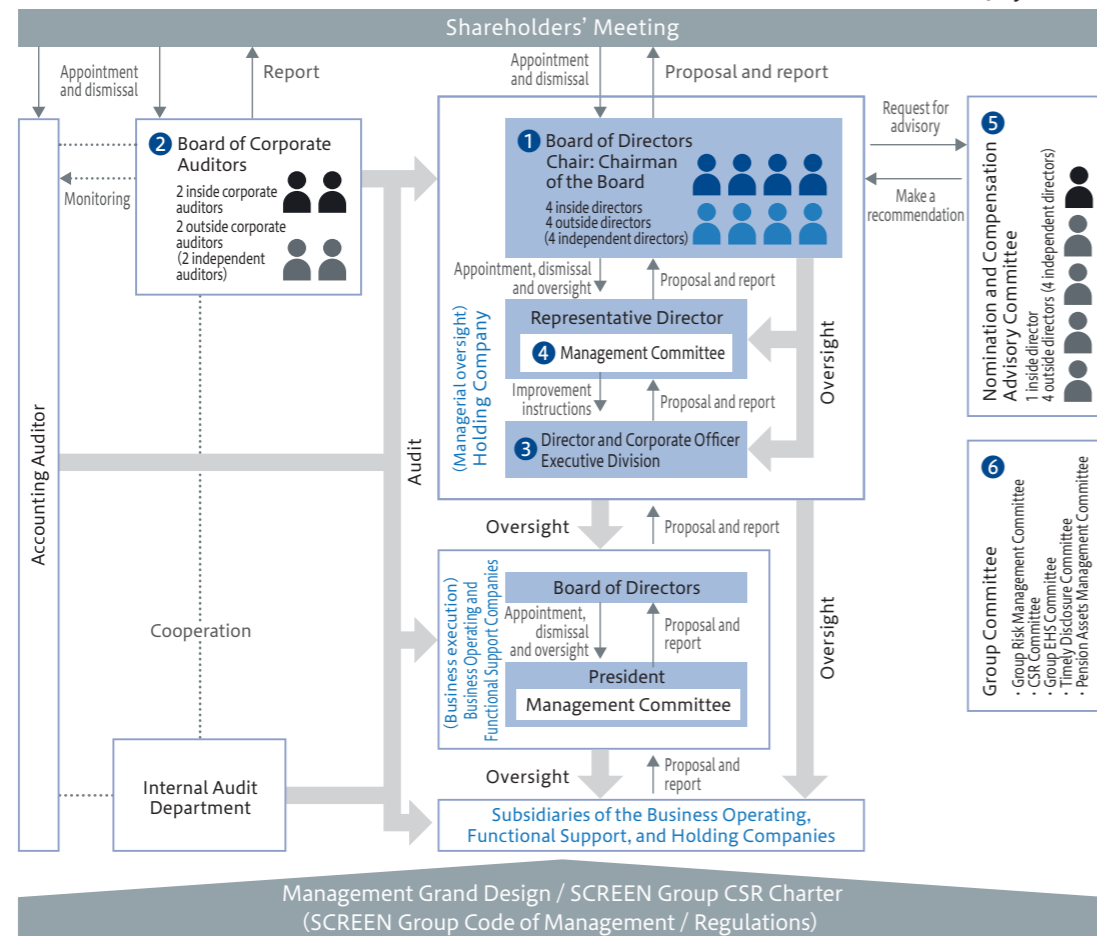 Shareholders' Meeting
Appointment
and dismissal
Report
Appointment
and dismissal
Proposal and report
Accounting Auditor
2 Board of Corporate
Auditors
2 inside corporate
auditors
2 outside corporate
auditors
(2 independent
auditors)
Monitoring
1 Board of Directors
Chair: Chairman
of the Board
4 inside directors
4 outside directors
(4 independent directors)
Request for
advisory
Make a
recommendation
5
Nomination and Compensation
Advisory Committee
1 inside director
4 outside directors (4 independent directors)
Appointment, dismissal
and oversight
Proposal and report
(Managerial oversight)
Holding Company
Representative Director
4 Management Committee
Improvement
instructions
Proposal and report
3 Director and Corporate Officer
Executive Division
Oversight
Audit
6
Group Committee
· Group Risk Management Committee
· CSR Committee
· Group EHS Committee
· Timely Disclosure Committee
· Pension Assets Management Committee
Oversight
Proposal and report
(Business execution)
Business Operating and
Functional Support Companies
Board of Directors
Appointment,
dismissal
and oversight
Proposal and
report
President
Management Committee
Oversight
Cooperation
Internal Audit
Department
Oversight
Proposal and
report
Subsidiaries of the Business Operating,
Functional Support, and Holding Companies
Management Grand Design / SCREEN Group CSR Charter
(SCREEN Group Code of Management / Regulations)